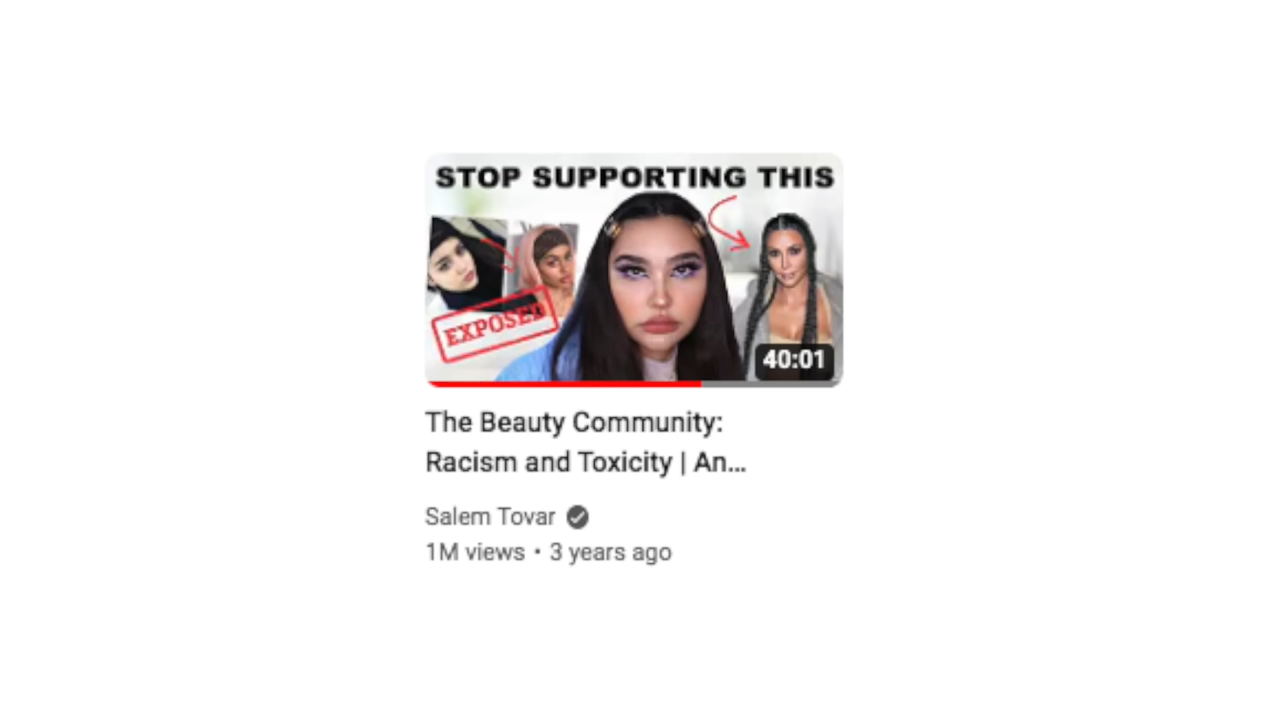 STOP SUPPORTING THIS
EXPOSED
40:01
The Beauty Community:
Racism and Toxicity | An...
Salem Tovar
1M views • 3 years ago